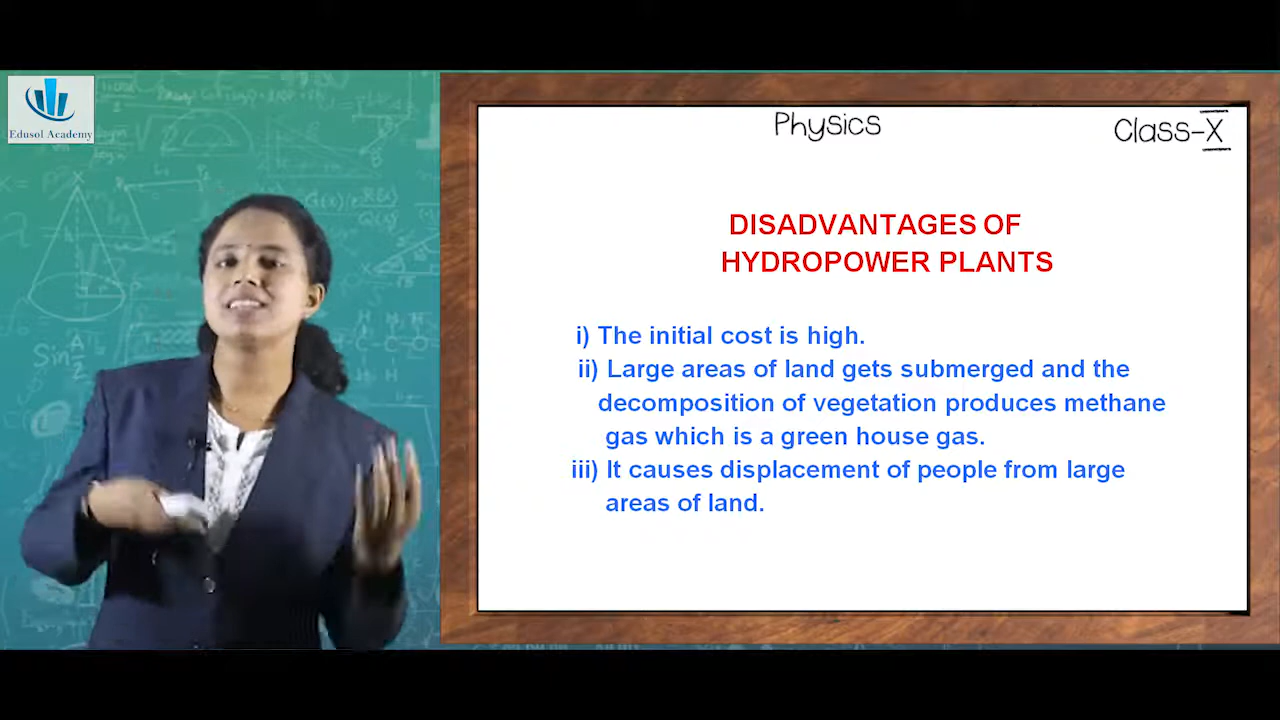 Edusol Academy
Physics
Class-X
DISADVANTAGES OF
HYDROPOWER PLANTS
i) The initial cost is high.
ii) Large areas of land gets submerged and the
decomposition of vegetation produces methane
gas which is a green house gas.
iii) It causes displacement of people from large
areas of land.
Sin A/2